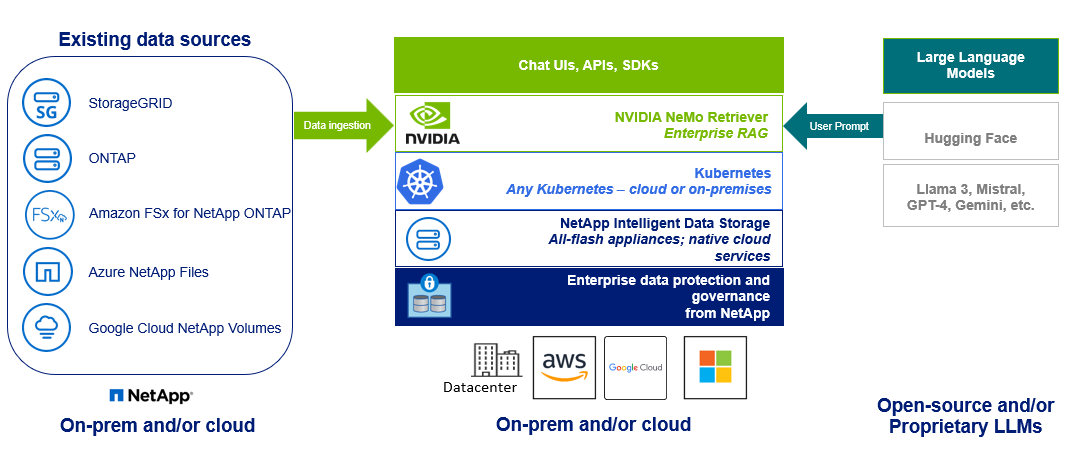 Existing data sources
SG
StorageGRID
ONTAP
FSx
Amazon FSx for NetApp ONTAP
Azure NetApp Files
Google Cloud NetApp Volumes
NetApp®
On-prem and/or cloud
Data ingestion
Chat UIs, APIs, SDKs
NVIDIA
NVIDIA NeMo Retriever
Enterprise RAG
Kubernetes
Any Kubernetes – cloud or on-premises
NetApp Intelligent Data Storage
All-flash appliances; native cloud
services
Enterprise data protection and
governance
from NetApp
Datacenter
aws
Google Cloud
On-prem and/or cloud
User Prompt
Large Language
Models
Hugging Face
Llama 3, Mistral,
GPT-4, Gemini, etc.
Open-source and/or
Proprietary LLMs